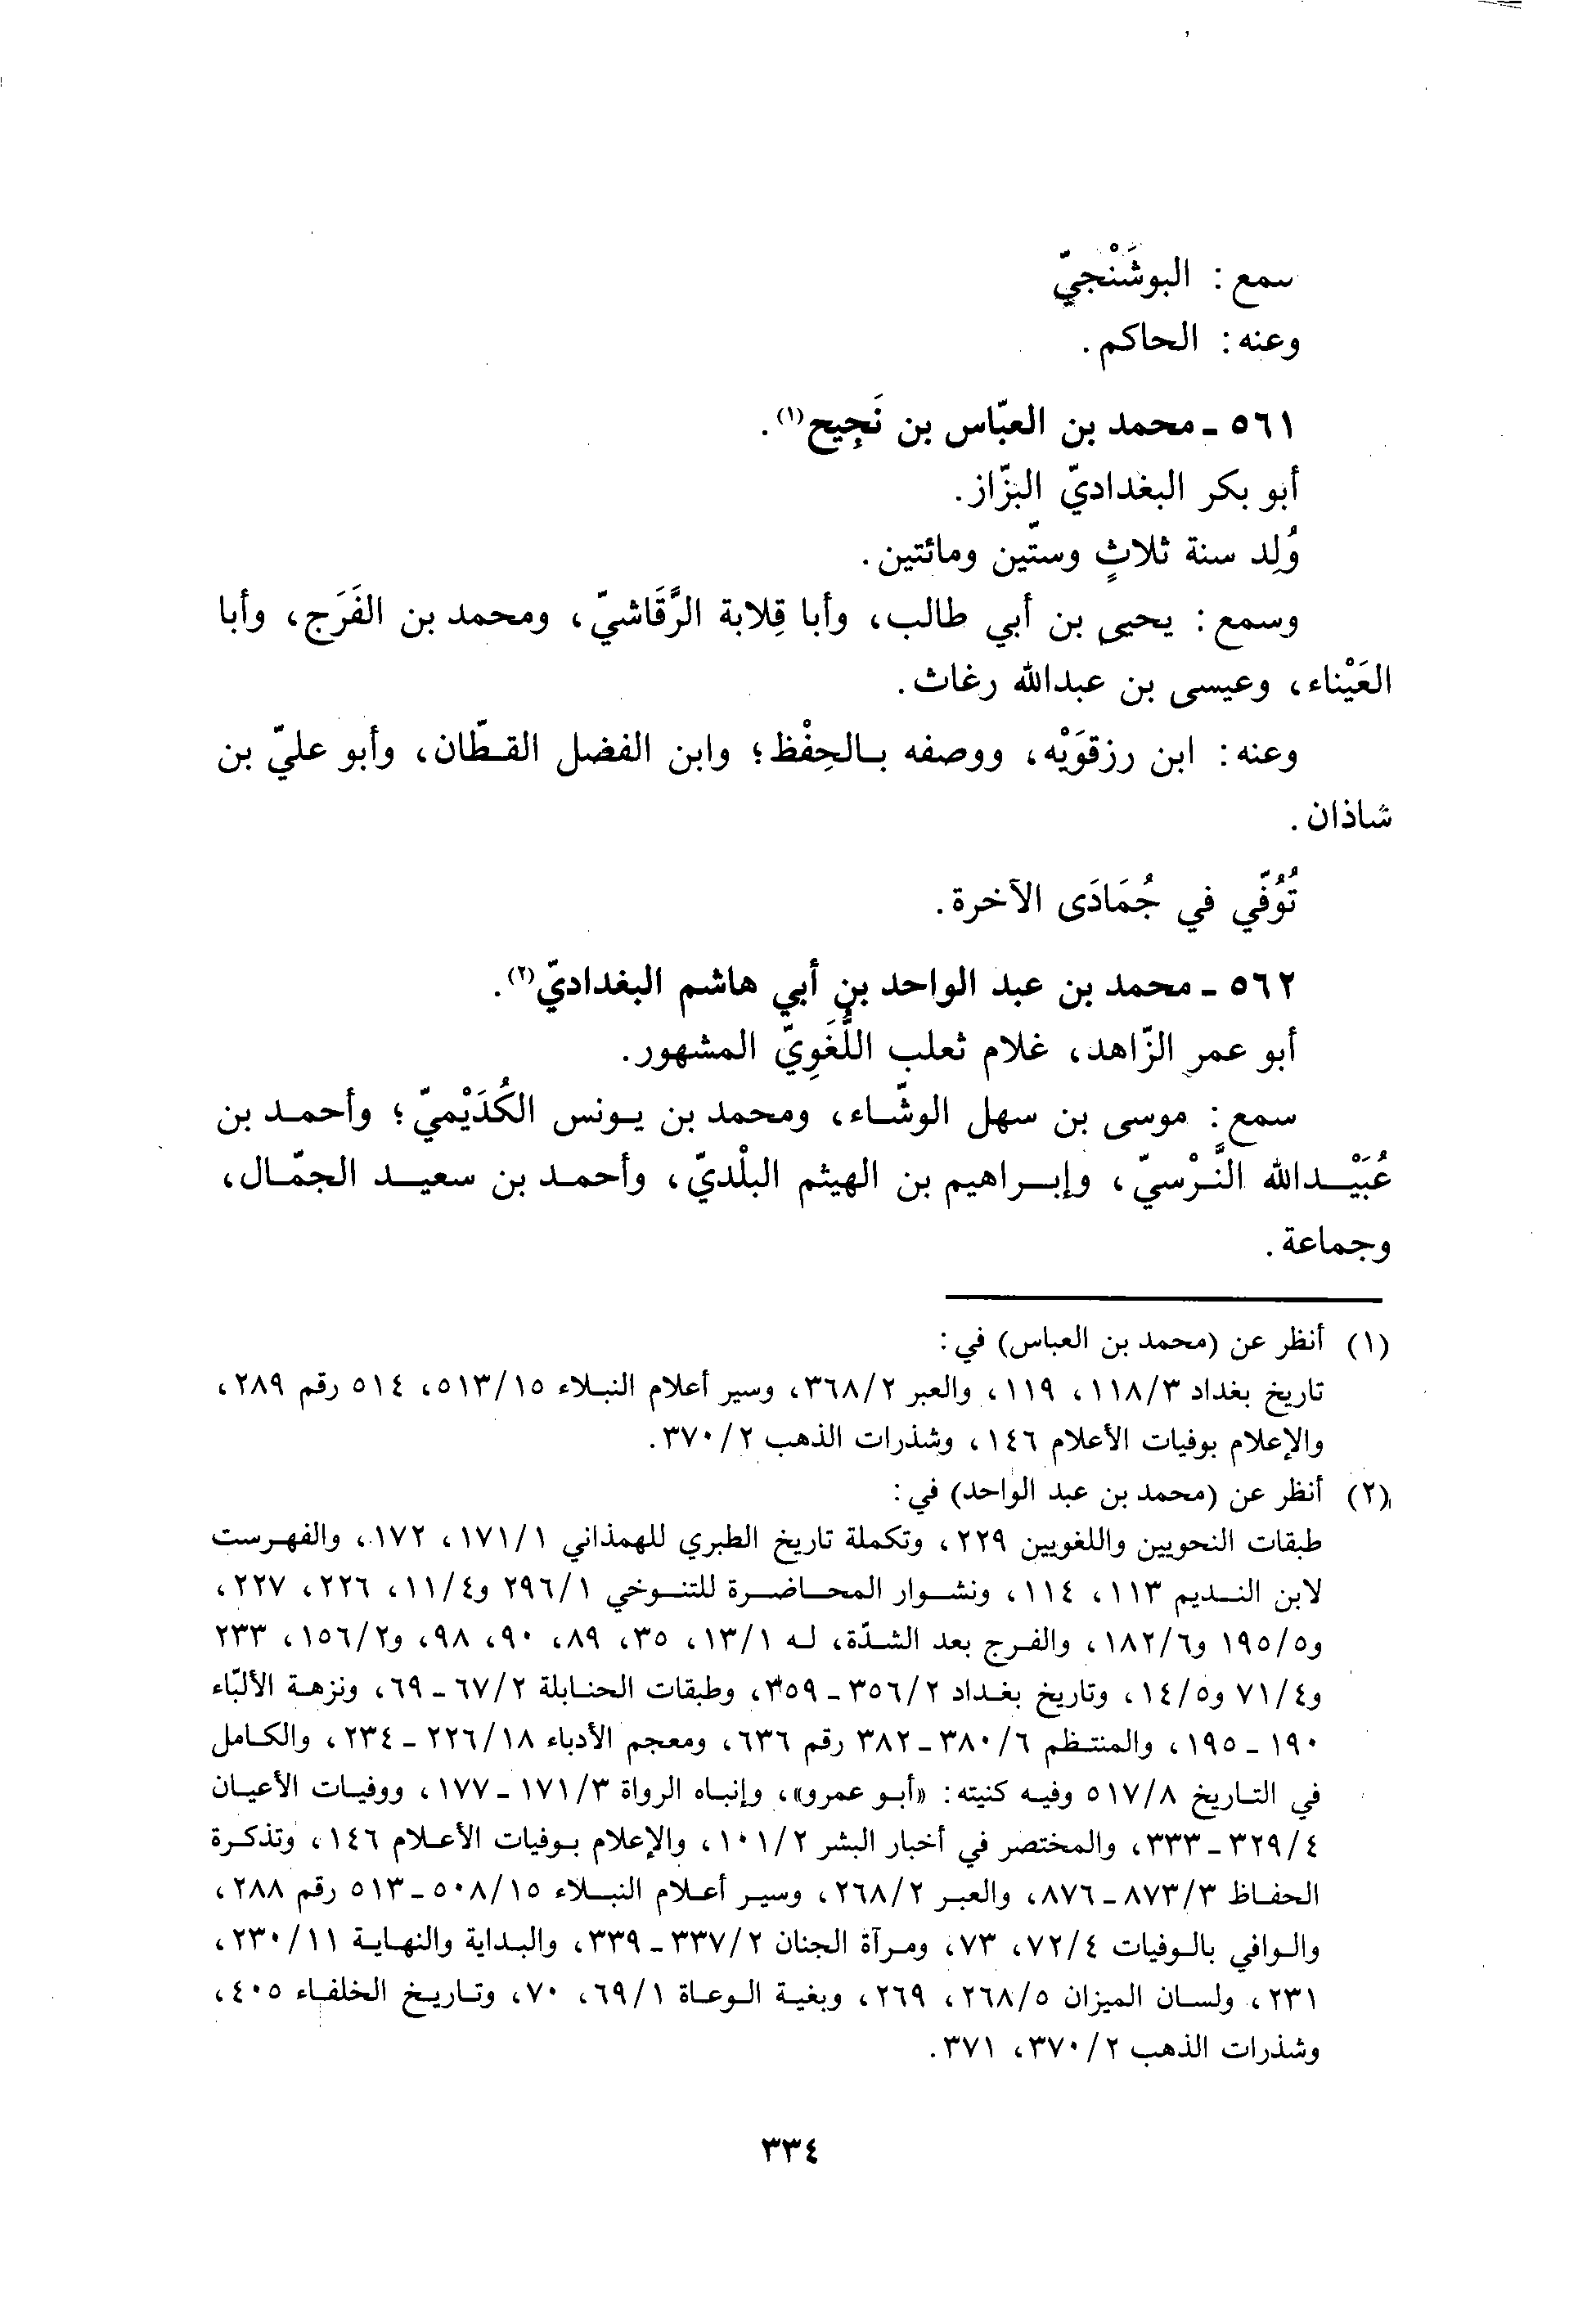 سمع: البوشَنْجيّ
وعنه: الحاكم.
٥٦١ - محمد بن العبّاس بن نَجِيح(١).
أبو بكر البغداديّ البزّاز.
وُلِد سنة ثلاثٍ وستّين ومائتين.
وسمع: يحيى بن أبي طالب، وأبا قِلابة الرَّقَاشيّ، ومحمد بن الفَرَج، وأبا
العَيْناء، وعيسى بن عبدالله رغاث.
وعنه: ابن رزقوَيْه، ووصفه بالحِفْظ؛ وابن الفضل القطّان، وأبو عليّ بن
شاذان.
تُوُفّي في جُمَادَى الآخرة.
٥٦٢ - محمد بن عبد الواحد بن أبي هاشم البغداديّ(٢).
أبو عمر الزّاهد، غلام ثعلب اللُّغَوِيّ المشهور.
سمع: موسى بن سهل الوشّاء، ومحمد بن يونس الكُدَيْميّ؛ وأحمد بن
عُبَيْدالله النَّرْسيّ، وإبراهيم بن الهيثم البلْديّ، وأحمد بن سعيد الجمّال،
وجماعة.
(١) أنظر عن (محمد بن العباس) في:
تاريخ بغداد ١١٨/٣، ١١٩، والعبر ٣٦٨/٢، وسير أعلام النبلاء ٥١٣/١٥، ٥١٤ رقم ٢٨٩،
والإعلام بوفيات الأعلام ١٤٦، وشذرات الذهب ٣٧٠/٢.
(٢) أنظر عن (محمد بن عبد الواحد) في:
طبقات النحويين واللغويين ٢٢٩، وتكملة تاريخ الطبري للهمذاني ١٧١/١، ١٧٢، والفهرست
لابن النديم ١١٣، ١١٤، ونشوار المحاضرة للتنوخي ٢٩٦/١ و١١/٤، ٢٢٦، ٢٢٧،
و١٩٥/٥ و١٨٢/٦، والفرج بعد الشدّة، له ١٣/١، ٣٥، ٨٩، ٩٠، ٩٨، و١٥٦/٢، ٢٣٣
و٧١/٤ و١٤/٥، وتاريخ بغداد ٣٥٦/٢ - ٣٥٩، وطبقات الحنابلة ٦٧/٢ - ٦٩، ونزهة الألبّاء
١٩٠ - ١٩٥، والمنتظم ٣٨٠/٦ - ٣٨٢ رقم ٦٣٦، ومعجم الأدباء ٢٢٦/١٨ - ٢٣٤، والكامل
في التاريخ ٥١٧/٨ وفيه كنيته: «أبو عمرو»، وإنباه الرواة ١٧١/٣ - ١٧٧، ووفيات الأعيان
٣٢٩/٤ - ٣٣٣، والمختصر في أخبار البشر ١٠١/٢، والإعلام بوفيات الأعلام ١٤٦، وتذكرة
الحفاظ ٨٧٣/٣ - ٨٧٦، والعبر ٢٦٨/٢، وسير أعلام النبلاء ٥٠٨/١٥ - ٥١٣ رقم ٢٨٨،
والوافي بالوفيات ٧٢/٤، ٧٣، ومرآة الجنان ٣٣٧/٢ - ٣٣٩، والبداية والنهاية ٢٣٠/١١،
٢٣١، ولسان الميزان ٢٦٨/٥، ٢٦٩، وبغية الوعاة ٦٩/١، ٧٠، وتاريخ الخلفاء ٤٠٥،
وشذرات الذهب ٣٧٠/٢، ٣٧١.
٣٣٤